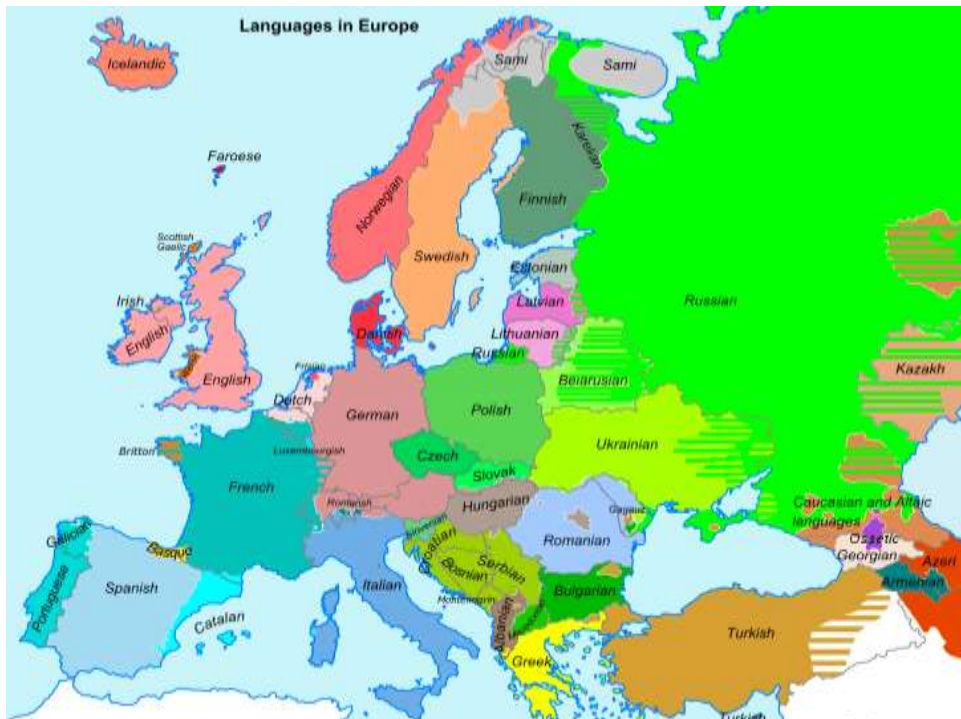 Languages in Europe
Icelandic
Sami
Sami
Faroese
Norwegian
Karelian
Finnish
Scottish
Gaelic
Swedish
Estonian
Irish
Latvian
Russian
English
Danish
Lithuanian
Russian
Welsh
English
Frisian
Belarusian
Kazakh
Dutch
German
Polish
Ukrainian
Britton
Luxembourgish
Czech
French
Slovak
Romansh
Hungarian
Gagauz
Caucasian and Altaic
languages
Galician
Basque
Slovenian
Croatian
Romanian
Ossetic
Georgian
Azeri
Portuguese
Spanish
Italian
Bosnian
Serbian
Bulgarian
Armenian
Catalan
Albanian
Turkish
Greek
Turkish